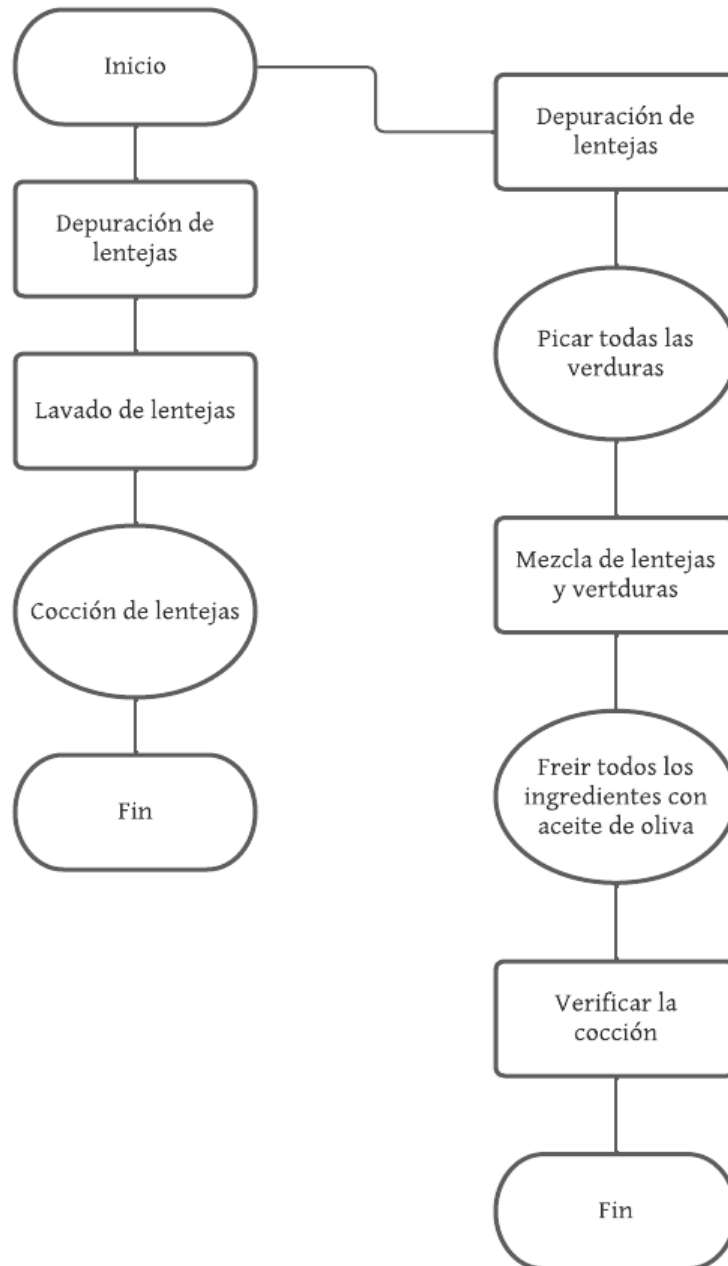 Inicio
Depuración de
lentejas
Lavado de lentejas
Cocción de lentejas
Fin
Depuración de
lentejas
Picar todas las
verduras
Mezcla de lentejas
y vertduras
Freir todos los
ingredientes con
aceite de oliva
Verificar la
cocción
Fin